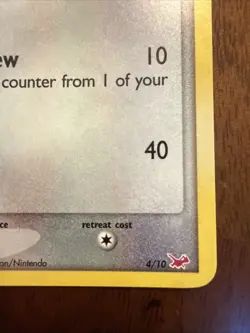 ew 10
counter from 1 of your
40
ce retreat cost
on/Nintendo 4/10